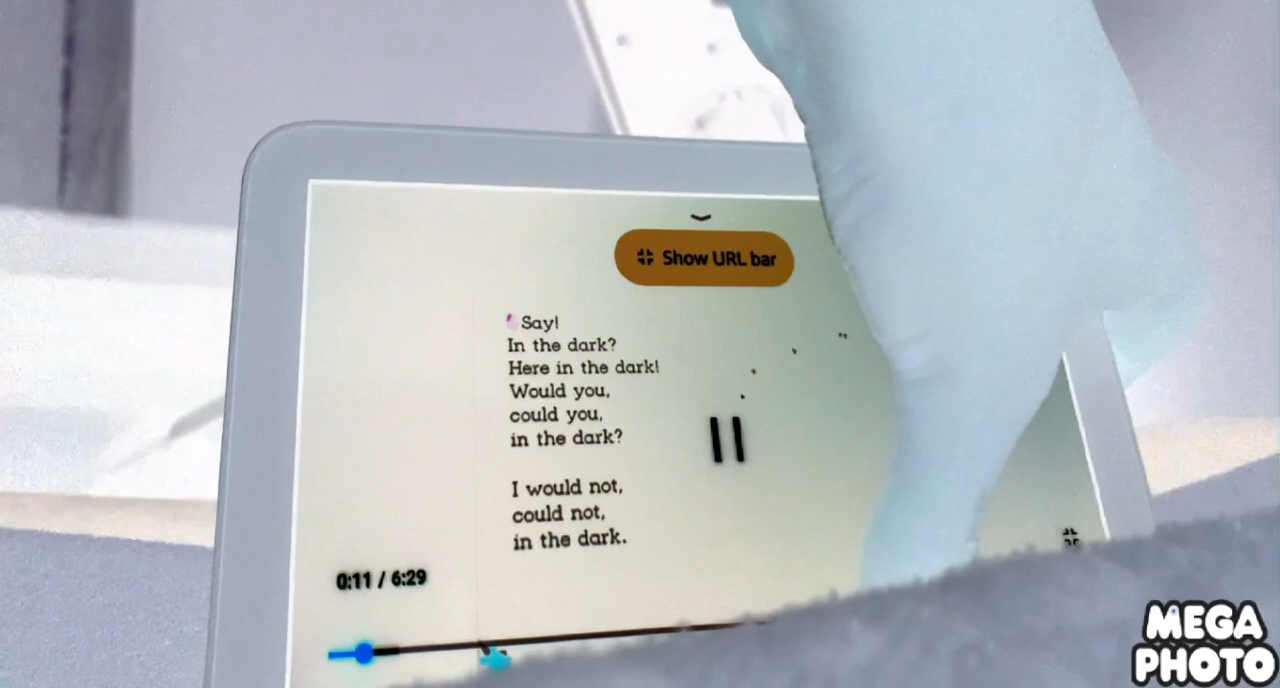 Show URL bar
Say!
In the dark?
Here in the dark!
Would you,
could you,
in the dark?
I would not,
could not,
in the dark.
0:11 / 6:29
MEGA
PHOTO